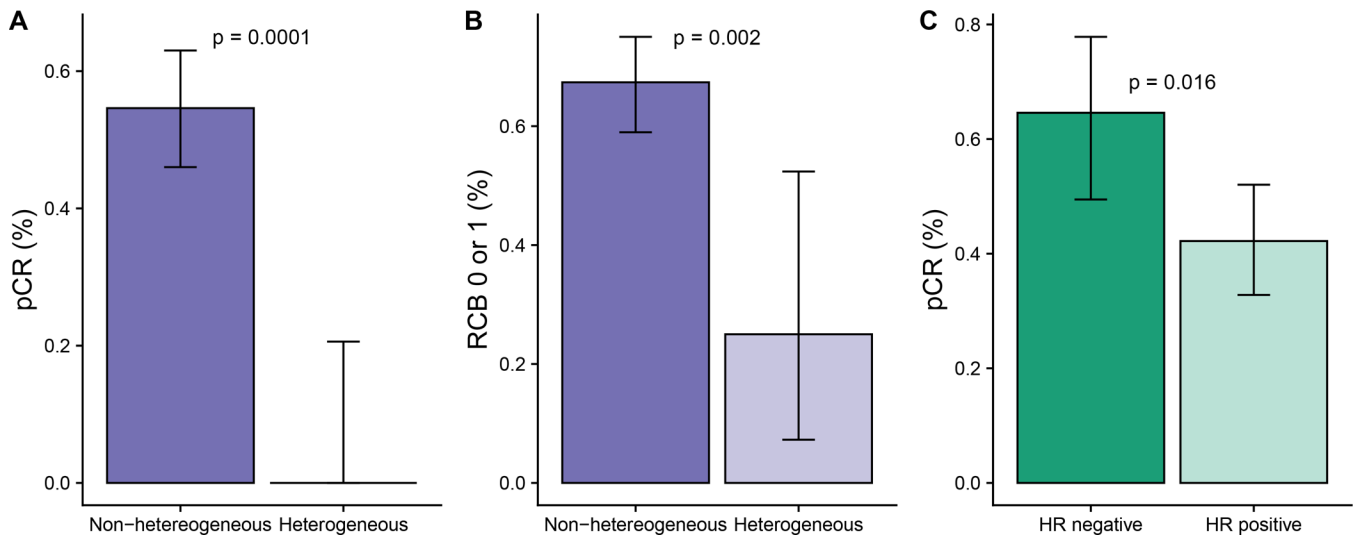 A
p = 0.0001
pCR (%)
0.6
0.4
0.2
0.0
Non−hetereogeneous
Heterogeneous
B
p = 0.002
RCB 0 or 1 (%)
0.6
0.4
0.2
0.0
Non−hetereogeneous
Heterogeneous
C
p = 0.016
pCR (%)
0.8
0.6
0.4
0.2
0.0
HR negative
HR positive